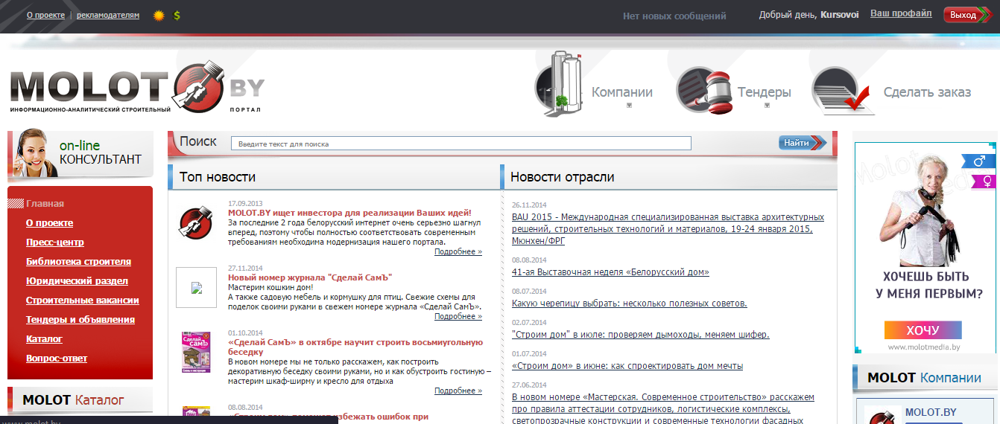 О проекте | рекламодателям
$
Нет новых сообщений
Добрый день, Kursovoi
Ваш профайл
Выход
MOLOT BY
ИНФОРМАЦИОННО-АНАЛИТИЧЕСКИЙ СТРОИТЕЛЬНЫЙ ПОРТАЛ
Компании
Тендеры
Сделать заказ
on-line
КОНСУЛЬТАНТ
Главная
О проекте
Пресс-центр
Библиотека строителя
Юридический раздел
Строительные вакансии
Тендеры и объявления
Каталог
Вопрос-ответ
MOLOT Каталог
www.molot.by
Поиск
Введите текст для поиска
Найти
Топ новости
17.09.2013
MOLOT.BY ищет инвестора для реализации Ваших идей!
За последние 2 года белорусский интернет очень серьезно шагнул
вперед, поэтому чтобы полностью соответствовать современным
требованиям необходима модернизация нашего портала.
Подробнее »
27.11.2014
Новый номер журнала "Сделай СамЪ"
Мастерим кошкин дом!
А также садовую мебель и кормушку для птиц. Свежие схемы для
поделок своими руками в свежем номере журнала «Сделай СамЪ».
Подробнее »
01.10.2014
«Сделай СамЪ» в октябре научит строить восьмиугольную
беседку
В новом номере мы не только расскажем, как построить
декоративную беседку своими руками, но и как обустроить гостиную –
мастерим шкаф-ширму и кресло для отдыха
Подробнее »
Сделай
самЪ
08.08.2014
«Строим дом» поможет избежать ошибок при
Новости отрасли
26.11.2014
BAU 2015 - Международная специализированная выставка архитектурных
решений, строительных технологий и материалов, 19-24 января 2015,
Мюнхен/ФРГ
08.08.2014
41-ая Выставочная неделя «Белорусский дом»
08.07.2014
Какую черепицу выбрать: несколько полезных советов.
02.07.2014
"Строим дом" в июле: проверяем дымоходы, меняем шифер.
01.07.2014
«Строим дом» в июне: как спроектировать дом мечты
27.06.2014
В новом номере «Мастерская. Современное строительство» расскажем
про правила аттестации сотрудников, логистические комплексы,
светопрозрачные конструкции и современные технологии фасадных
ХОЧЕШЬ БЫТЬ
У МЕНЯ ПЕРВЫМ?
ХОЧУ
www.molotmedia.by
MOLOT Компании
MOLOT.BY